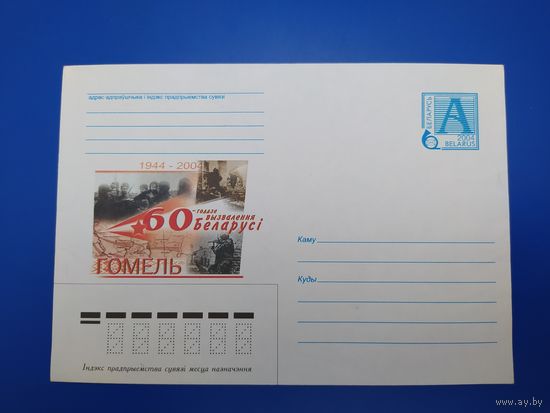 адрас адпраўшчыка і індэкс прадпрыемства сувязі
1944 - 2004
60
-годдзе
вызвалення
Беларусі
ГОМЕЛЬ
БЕЛАРУСЬ
А
2004
BELARUS
Каму
Куды
Індэкс прадпрыемства сувязі месца назначэння
www.ay.by